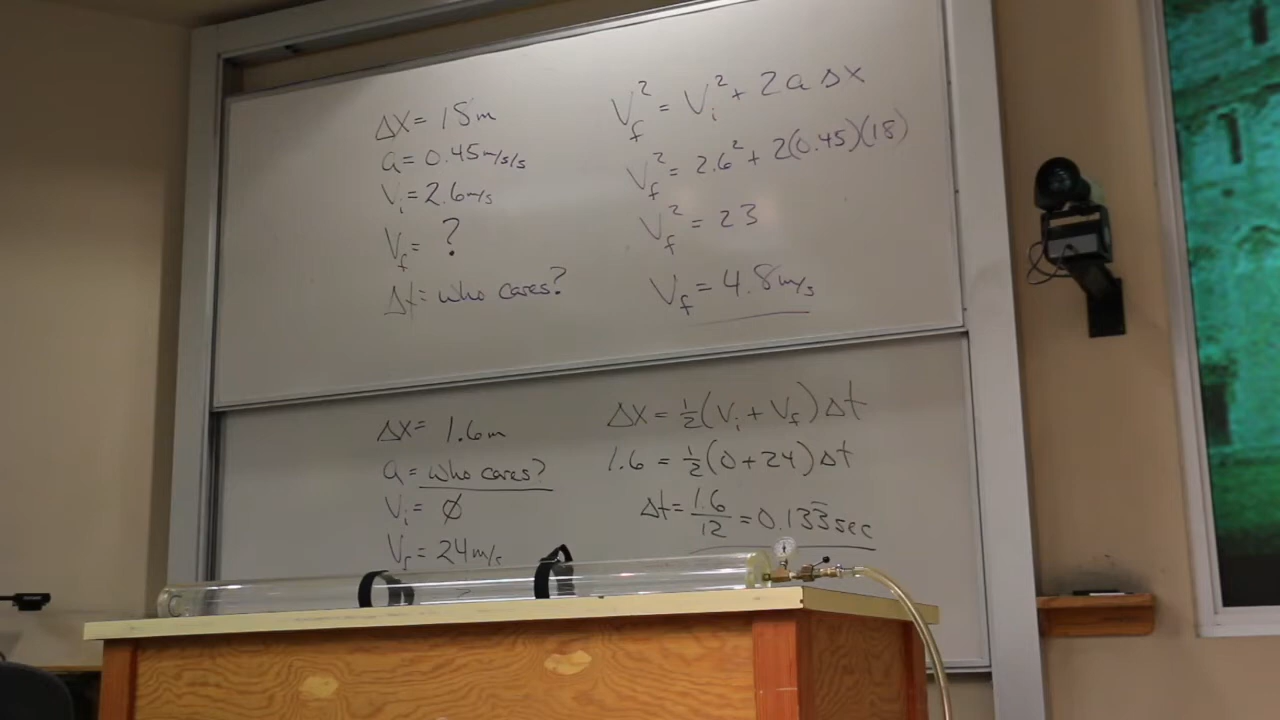 Δx = 18m
a = 0.45m/s/s
Vi = 2.6m/s
Vf = ?
Δt = who cares?
Vf² = Vi² + 2aΔx
Vf² = 2.6² + 2(0.45)(18)
Vf² = 23
Vf = 4.8m/s
Δx = 1.6m
a = who cares?
Vi = ∅
Vf = 24m/s
Δx = ½(Vi + Vf)Δt
1.6 = ½(0+24)Δt
Δt = 1.6/12 = 0.133̅sec